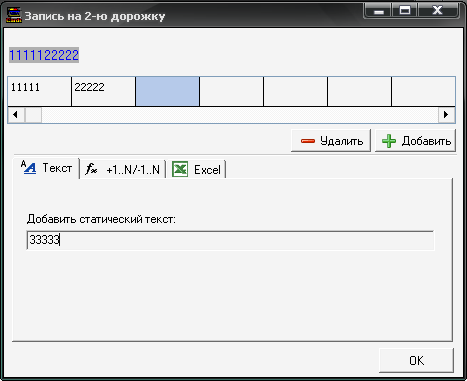 Запись на 2-ю дорожку
1111122222
11111 22222
Удалить Добавить
Текст +1..N/-1..N Excel
Добавить статический текст:
33333
OK